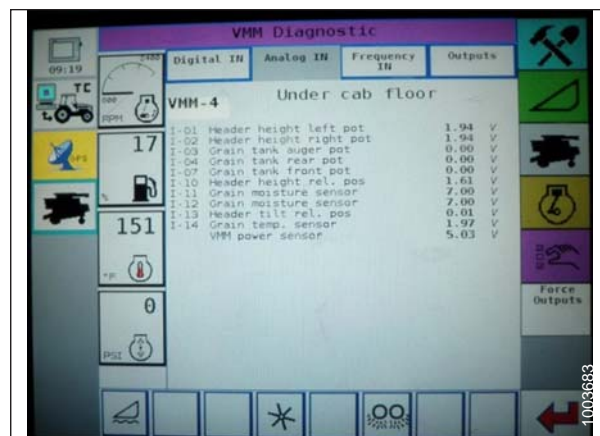 VMM Diagnostic
09:19
TC
GPS
RPM
17
%
151
°F
0
PSI
Digital IN
Analog IN
Frequency
IN
Outputs
VMM-4
Under cab floor
I-01 Header height left pot 1.94 V
I-02 Header height right pot 1.94 V
I-03 Grain tank auger pot 0.00 V
I-04 Grain tank rear pot 0.00 V
I-07 Grain tank front pot 0.00 V
I-10 Header height rel. pos 1.61 V
I-11 Grain moisture sensor 7.00 V
I-12 Grain moisture sensor 7.00 V
I-13 Header tilt rel. pos 0.01 V
I-14 Grain temp. sensor 1.97 V
VMM power sensor 5.03 V
Force
Outputs
1003683